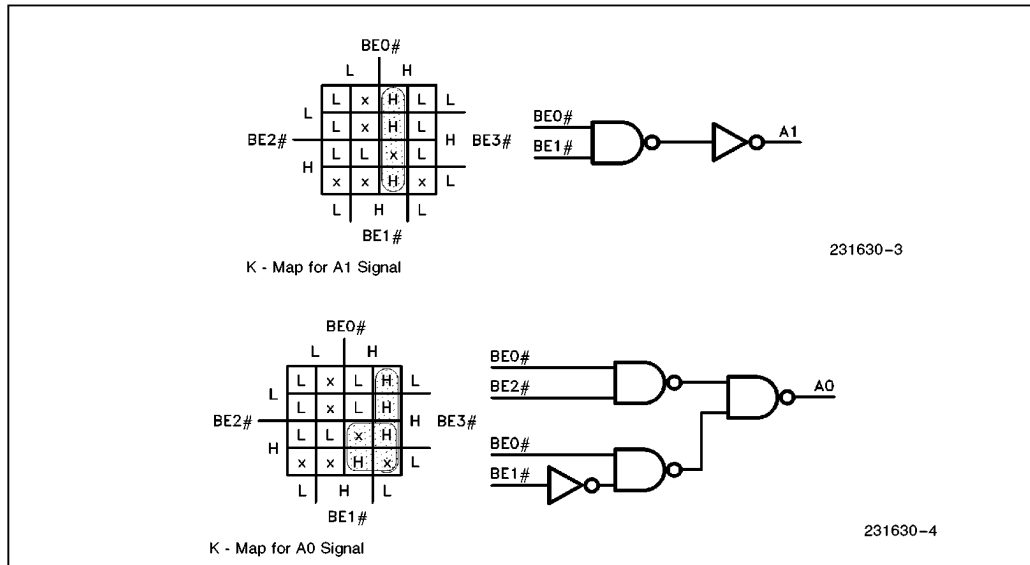 BE0#
L H
L x H L L
L
L x H L
BE2# H BE3#
L L x L
H
x x H x L
L H L
BE1#
K - Map for A1 Signal
BE0#
BE1#
A1
231630-3
BE0#
L H
L x L H L
L
L x L H
BE2# H BE3#
L L x H
H
x x H x L
L H L
BE1#
K - Map for A0 Signal
BE0#
BE2#
BE0#
BE1#
A0
231630-4